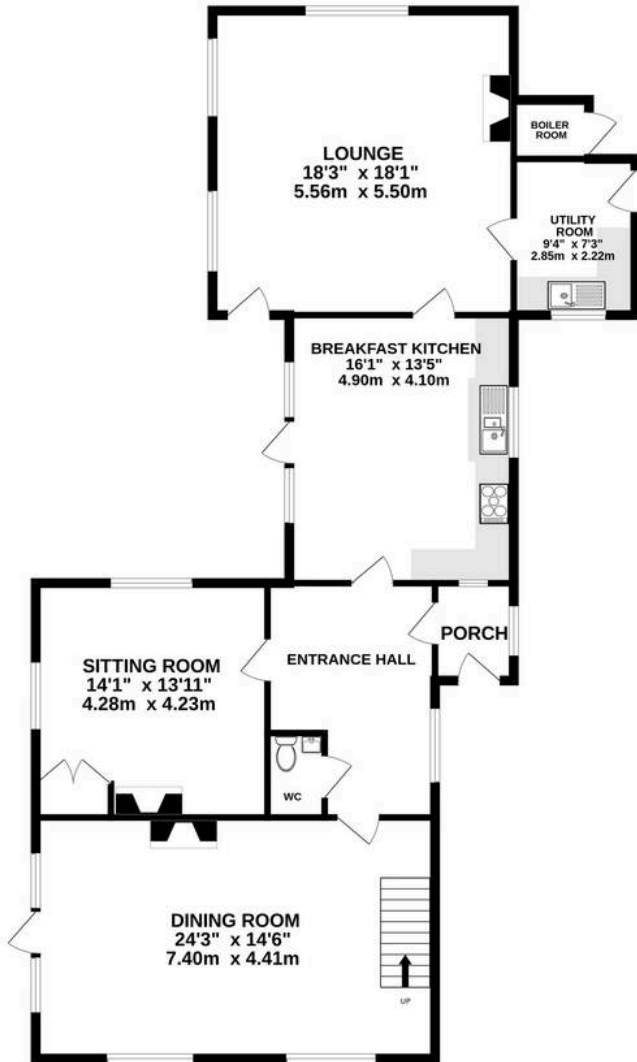 LOUNGE
18'3" x 18'1"
5.56m x 5.50m
BOILER
ROOM
UTILITY
ROOM
9'4" x 7'3"
2.85m x 2.22m
BREAKFAST KITCHEN
16'1" x 13'5"
4.90m x 4.10m
SITTING ROOM
14'1" x 13'11"
4.28m x 4.23m
ENTRANCE HALL
PORCH
WC
DINING ROOM
24'3" x 14'6"
7.40m x 4.41m
UP